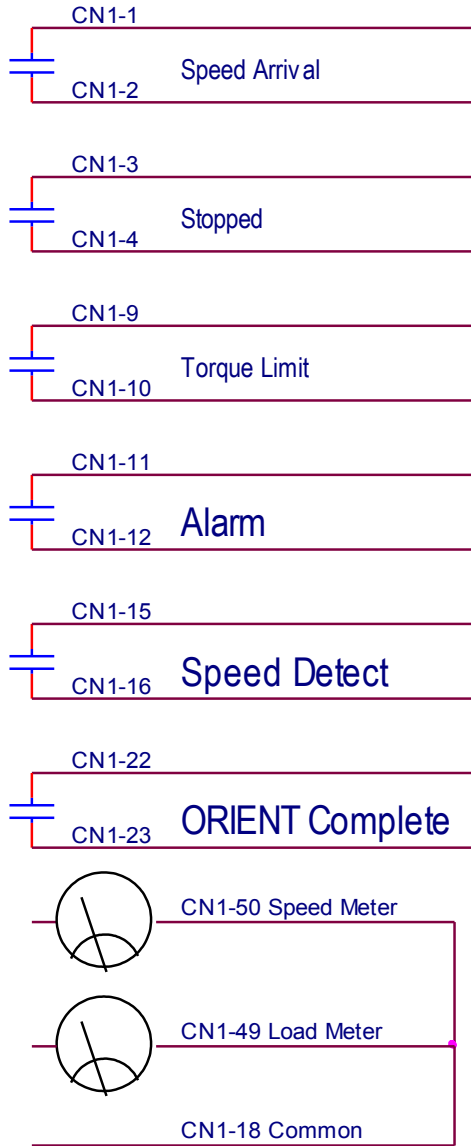 CN1-1
Speed Arrival
CN1-2
CN1-3
Stopped
CN1-4
CN1-9
Torque Limit
CN1-10
CN1-11
Alarm
CN1-12
CN1-15
Speed Detect
CN1-16
CN1-22
ORIENT Complete
CN1-23
CN1-50 Speed Meter
CN1-49 Load Meter
CN1-18 Common